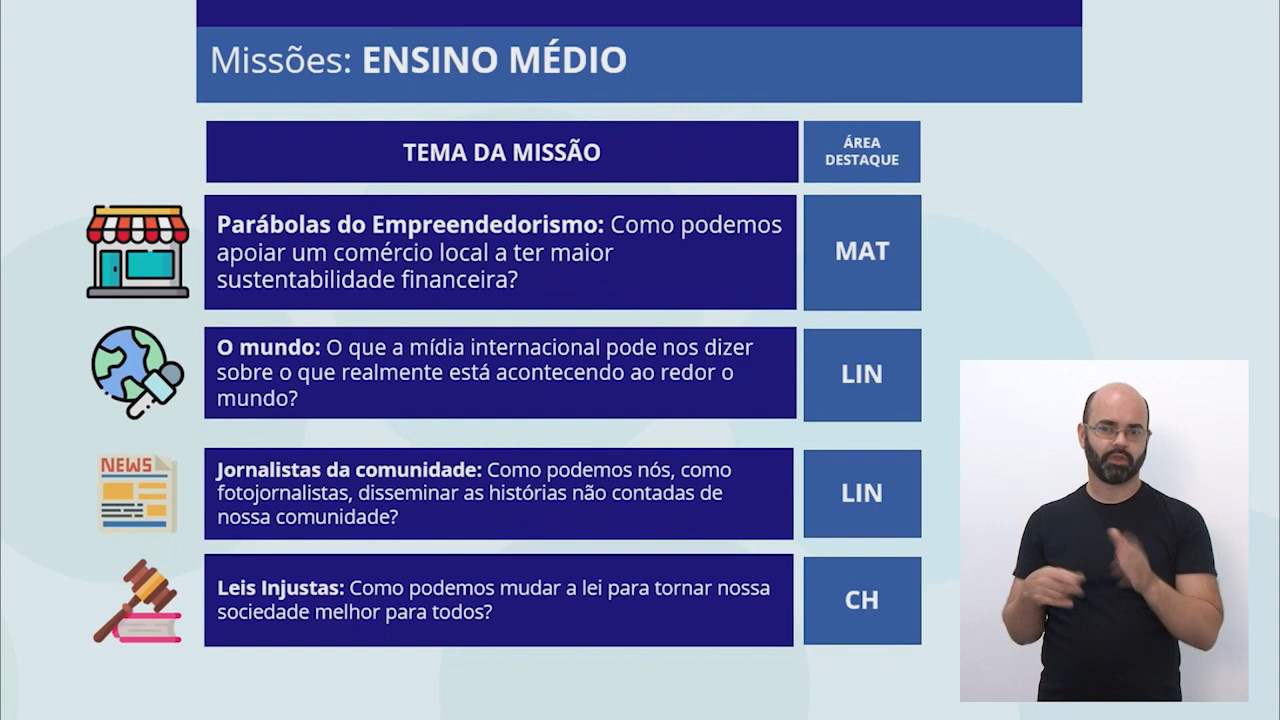 Missões: ENSINO MÉDIO
TEMA DA MISSÃO
ÁREA
DESTAQUE
Parábolas do Empreendedorismo: Como podemos
apoiar um comércio local a ter maior
sustentabilidade financeira?
MAT
O mundo: O que a mídia internacional pode nos dizer
sobre o que realmente está acontecendo ao redor o
mundo?
LIN
NEWS
Jornalistas da comunidade: Como podemos nós, como
fotojornalistas, disseminar as histórias não contadas de
nossa comunidade?
LIN
Leis Injustas: Como podemos mudar a lei para tornar nossa
sociedade melhor para todos?
CH